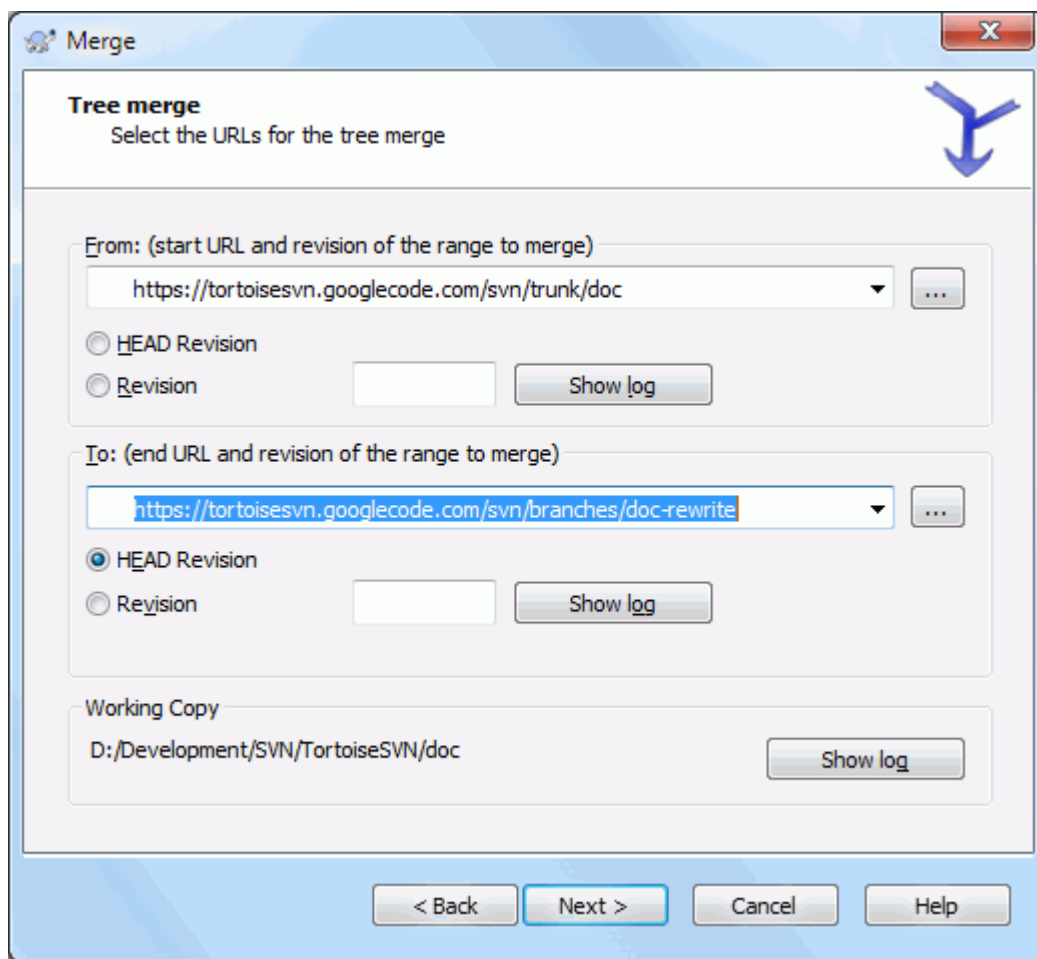 Merge
Tree merge
Select the URLs for the tree merge
From: (start URL and revision of the range to merge)
https://tortoisesvn.googlecode.com/svn/trunk/doc
...
HEAD Revision
Revision
Show log
To: (end URL and revision of the range to merge)
https://tortoisesvn.googlecode.com/svn/branches/doc-rewrite
...
HEAD Revision
Revision
Show log
Working Copy
D:/Development/SVN/TortoiseSVN/doc
Show log
< Back
Next >
Cancel
Help